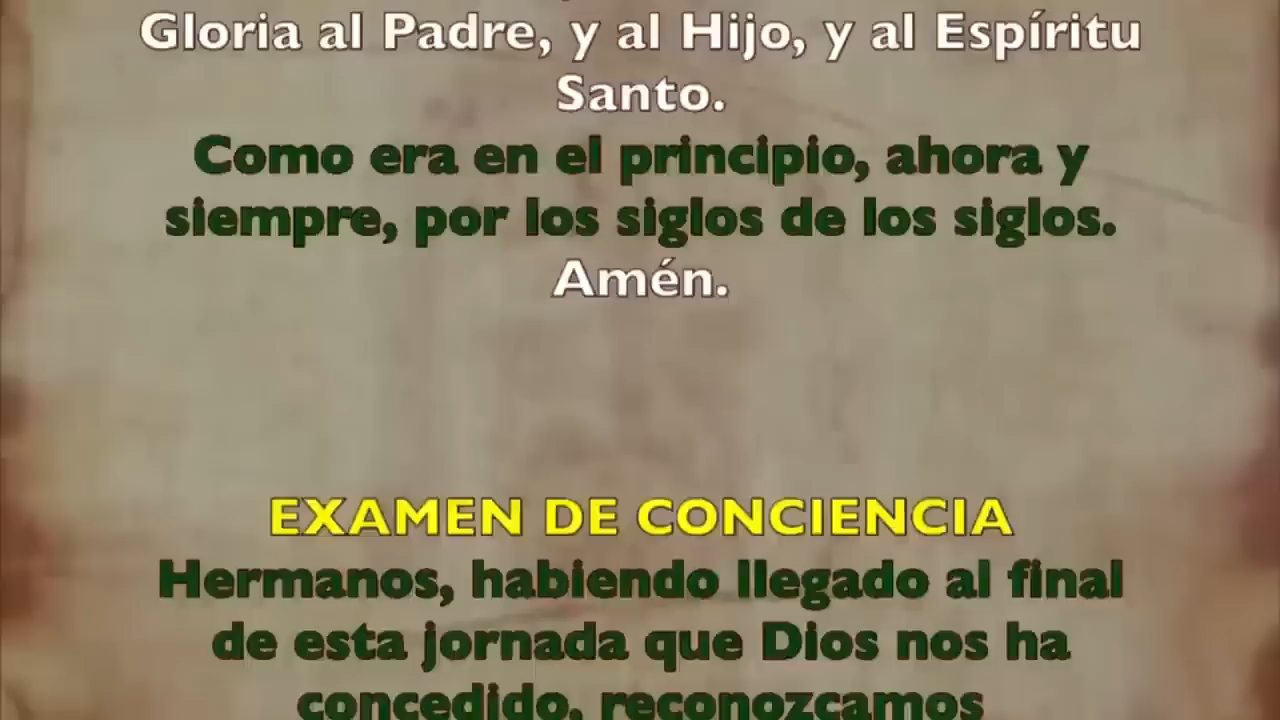 Gloria al Padre, y al Hijo, y al Espíritu
Santo.
Como era en el principio, ahora y
siempre, por los siglos de los siglos.
Amén.
EXAMEN DE CONCIENCIA
Hermanos, habiendo llegado al final
de esta jornada que Dios nos ha
concedido, reconozcamos